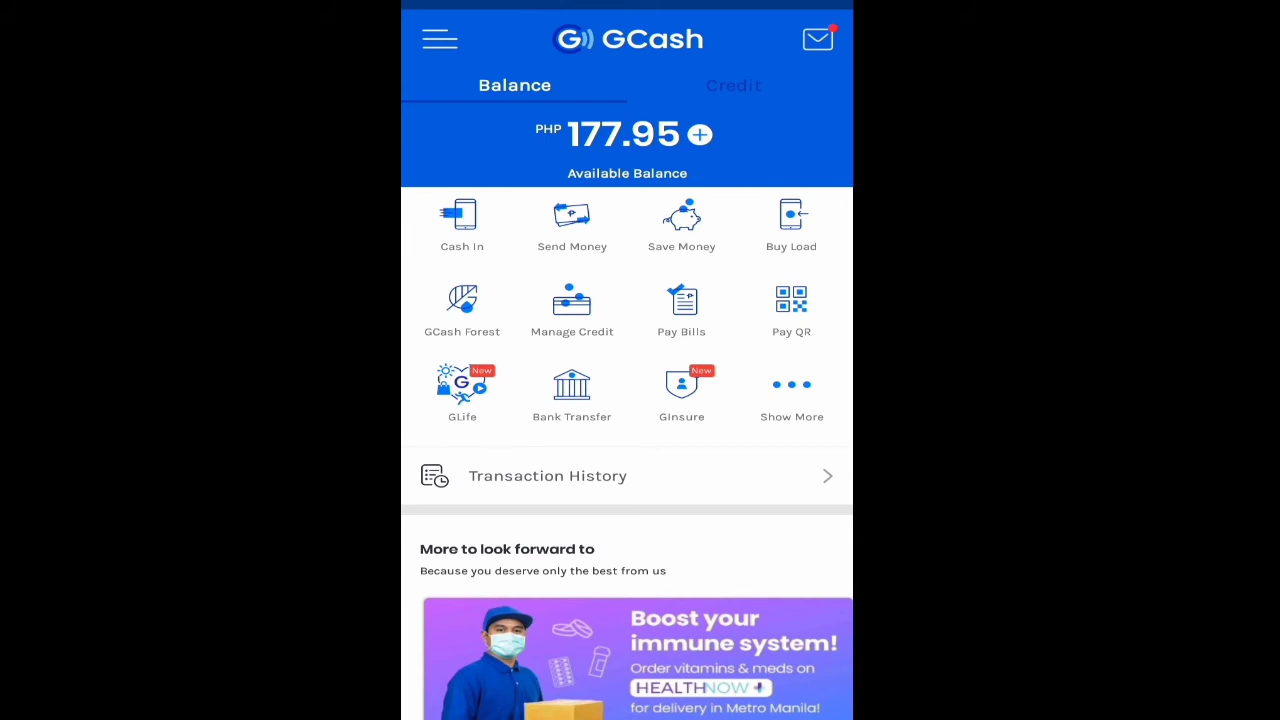 GCash
Balance
Credit
PHP 177.95
Available Balance
Cash In
Send Money
Save Money
Buy Load
GCash Forest
Manage Credit
Pay Bills
Pay QR
New
G
New
GLife
Bank Transfer
GInsure
Show More
Transaction History
More to look forward to
Because you deserve only the best from us
Boost your
immune system!
Order vitamins & meds on
HEALTHNOW
for delivery in Metro Manila!